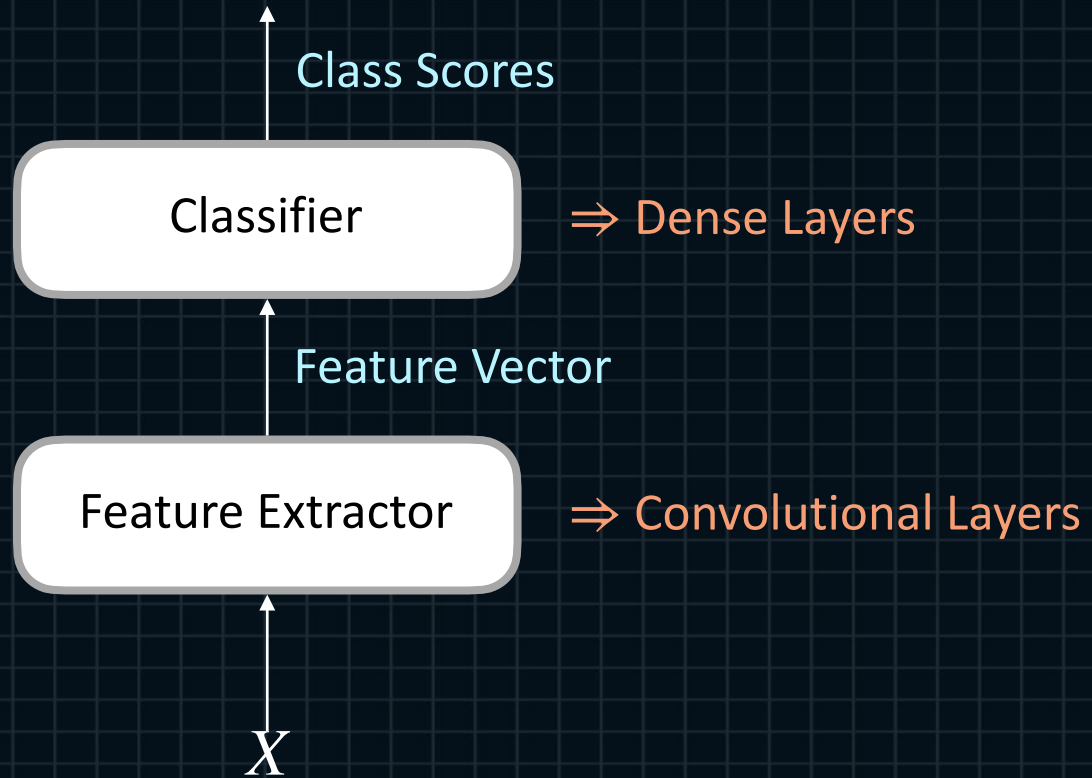 Class Scores
Classifier
⇒ Dense Layers
Feature Vector
Feature Extractor
⇒ Convolutional Layers
X